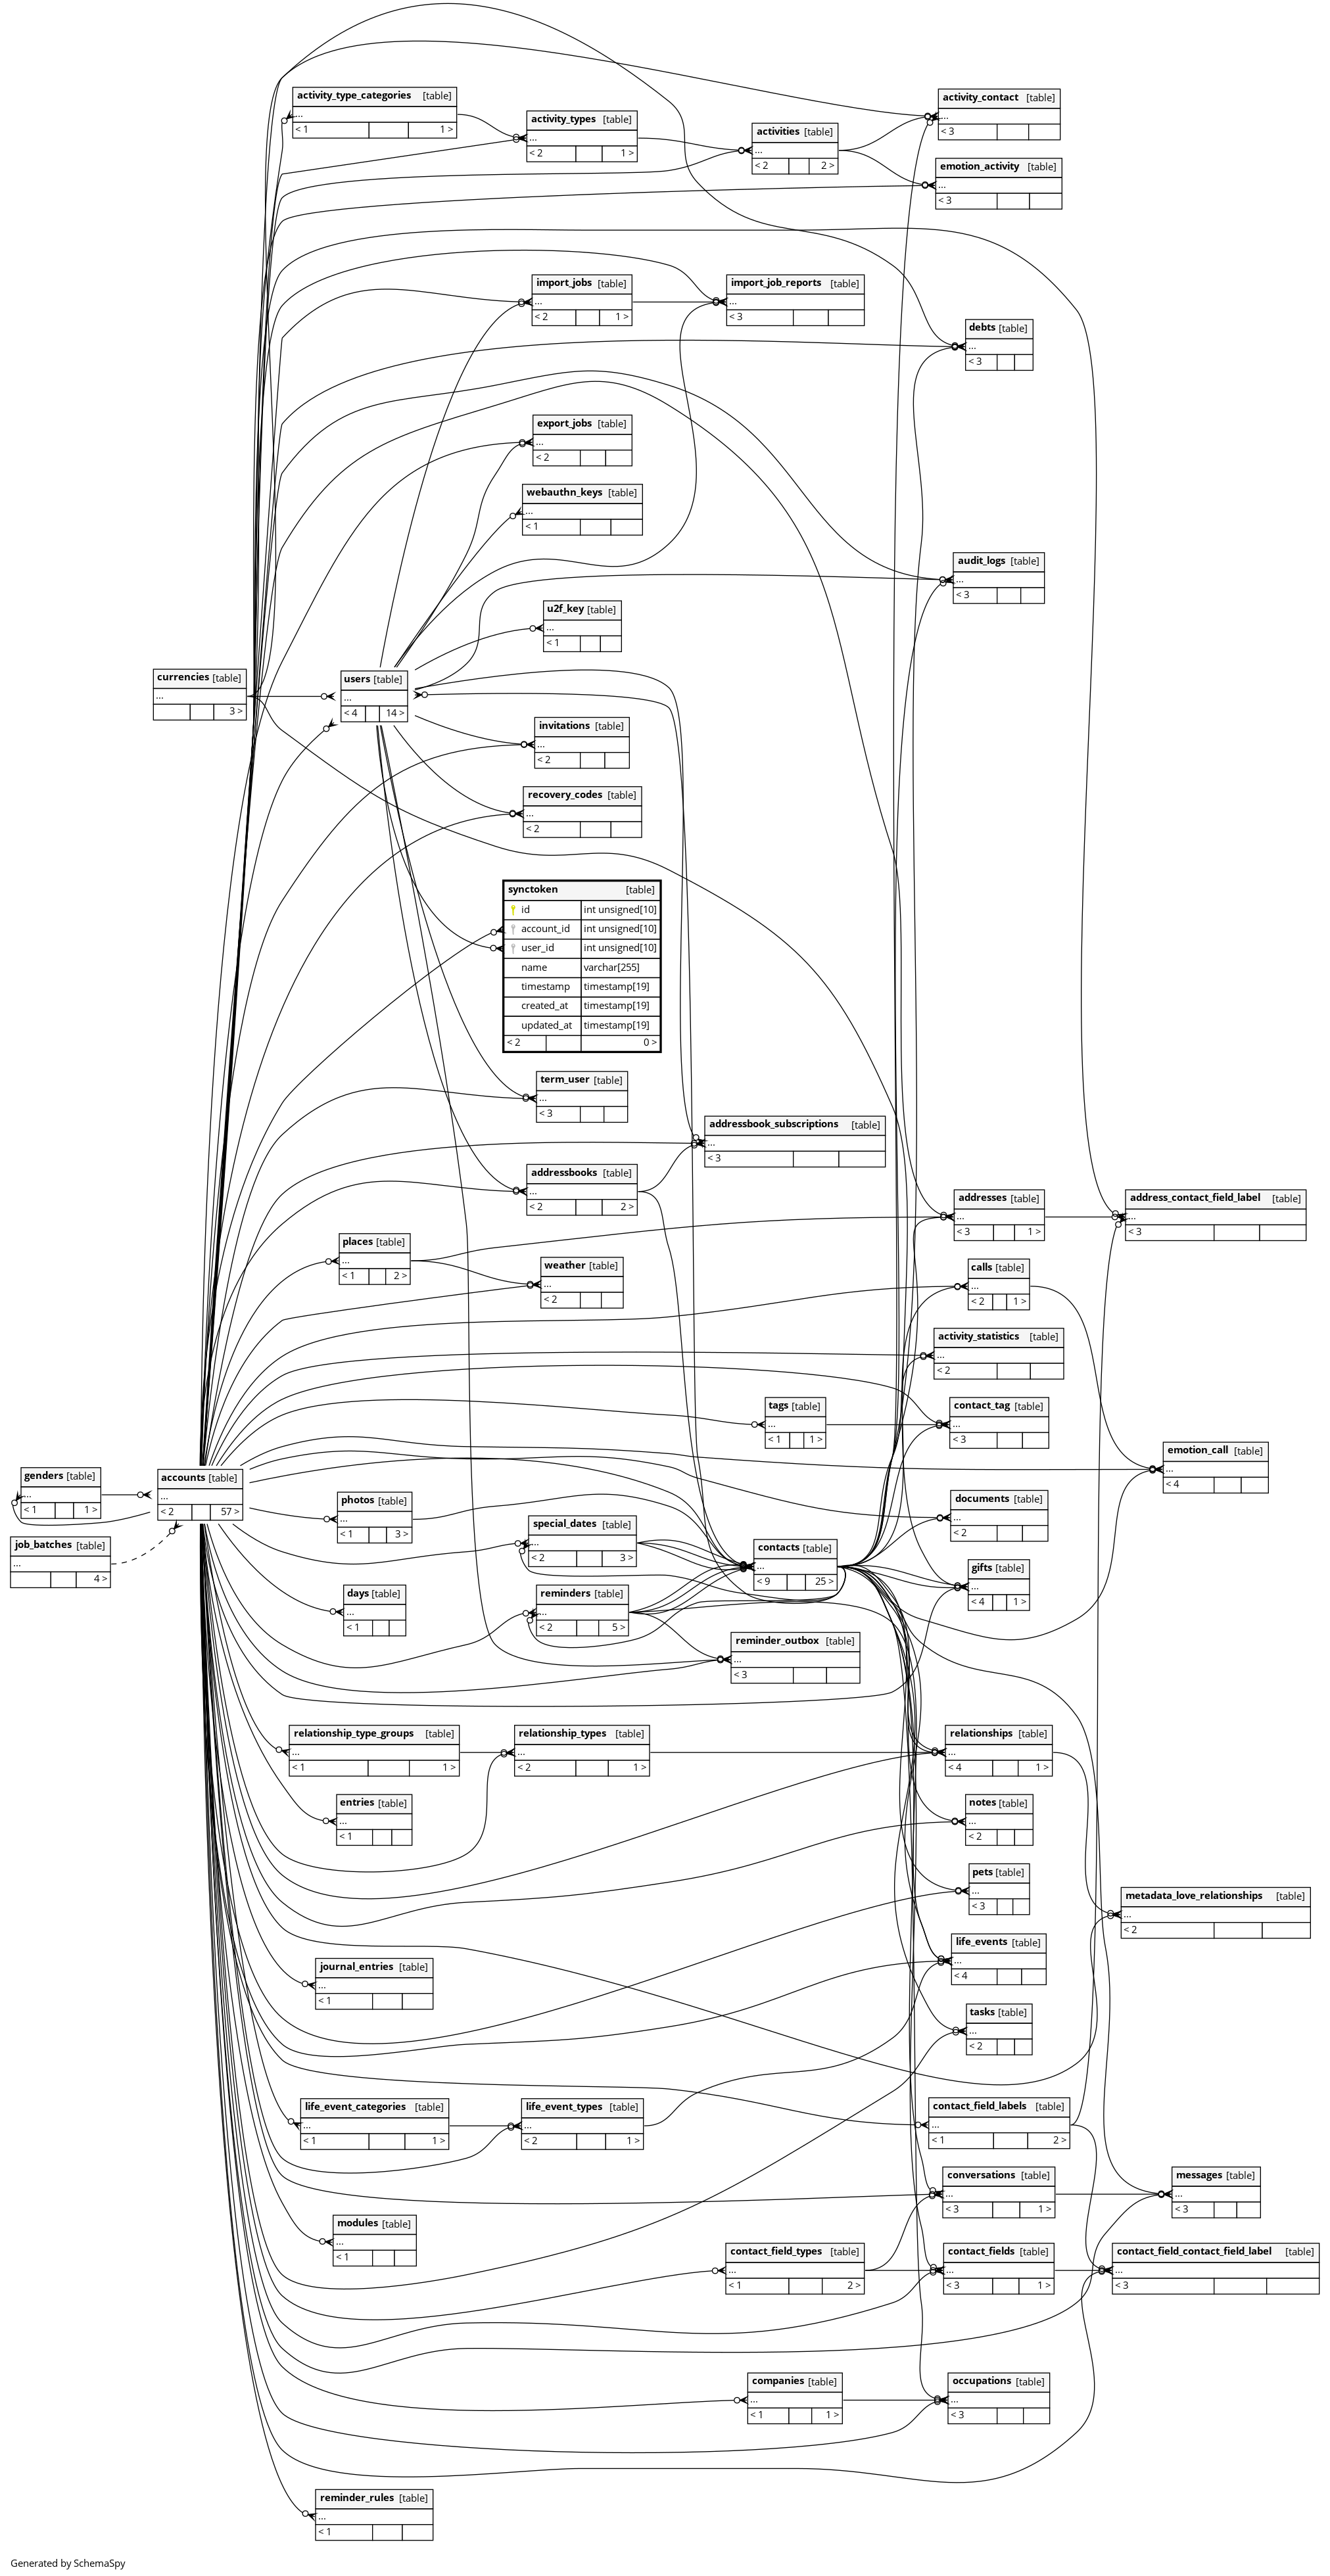 activity_type_categories [table]
...
< 1 1 >
activity_types [table]
...
< 2 1 >
activities [table]
...
< 2 2 >
activity_contact [table]
...
< 3
emotion_activity [table]
...
< 3
import_jobs [table]
...
< 2 1 >
import_job_reports [table]
...
< 3
debts [table]
...
< 3
export_jobs [table]
...
< 2
webauthn_keys [table]
...
< 1
audit_logs [table]
...
< 3
u2f_key [table]
...
< 1
currencies [table]
...
3 >
users [table]
...
< 4 14 >
invitations [table]
...
< 2
recovery_codes [table]
...
< 2
synctoken [table]
id int unsigned[10]
account_id int unsigned[10]
user_id int unsigned[10]
name varchar[255]
timestamp timestamp[19]
created_at timestamp[19]
updated_at timestamp[19]
< 2 0 >
term_user [table]
...
< 3
addressbook_subscriptions [table]
...
< 3
addressbooks [table]
...
< 2 2 >
addresses [table]
...
< 3 1 >
address_contact_field_label [table]
...
< 3
places [table]
...
< 1 2 >
weather [table]
...
< 2
calls [table]
...
< 2 1 >
activity_statistics [table]
...
< 2
tags [table]
...
< 1 1 >
contact_tag [table]
...
< 3
emotion_call [table]
...
< 4
genders [table]
...
< 1 1 >
accounts [table]
...
< 2 57 >
photos [table]
...
< 1 3 >
documents [table]
...
< 2
job_batches [table]
...
4 >
special_dates [table]
...
< 2 3 >
contacts [table]
...
< 9 25 >
gifts [table]
...
< 4 1 >
days [table]
...
< 1
reminders [table]
...
< 2 5 >
reminder_outbox [table]
...
< 3
relationship_type_groups [table]
...
< 1 1 >
relationship_types [table]
...
< 2 1 >
relationships [table]
...
< 4 1 >
entries [table]
...
< 1
notes [table]
...
< 2
pets [table]
...
< 3
metadata_love_relationships [table]
...
< 2
life_events [table]
...
< 4
journal_entries [table]
...
< 1
tasks [table]
...
< 2
life_event_categories [table]
...
< 1 1 >
life_event_types [table]
...
< 2 1 >
contact_field_labels [table]
...
< 1 2 >
conversations [table]
...
< 3 1 >
messages [table]
...
< 3
modules [table]
...
< 1
contact_field_types [table]
...
< 1 2 >
contact_fields [table]
...
< 3 1 >
contact_field_contact_field_label [table]
...
< 3
companies [table]
...
< 1 1 >
occupations [table]
...
< 3
reminder_rules [table]
...
< 1
Generated by SchemaSpy